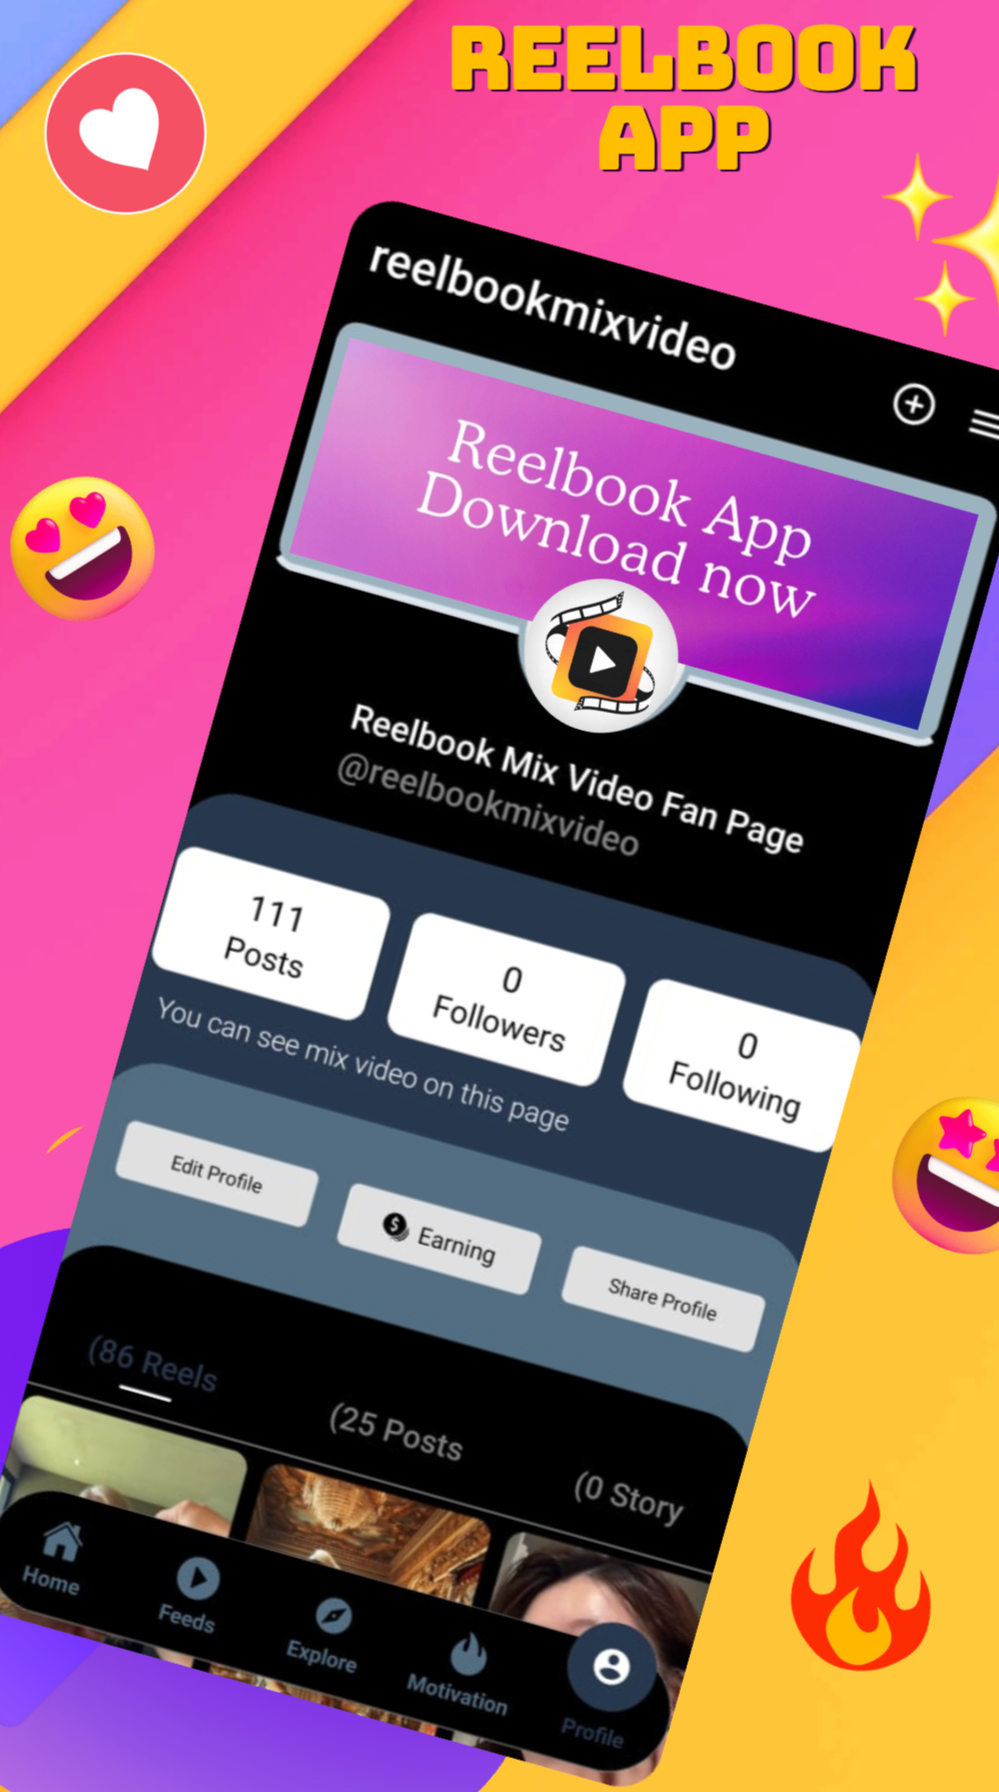 REELBOOK
APP
reelbookmixvideo
Reelbook App
Download now
Reelbook Mix Video Fan Page
@reelbookmixvideo
111
Posts
0
Followers
0
Following
You can see mix video on this page
Edit Profile
$
Earning
Share Profile
(86 Reels
(25 Posts
(0 Story
Home
Feeds
Explore
Motivation
Profile